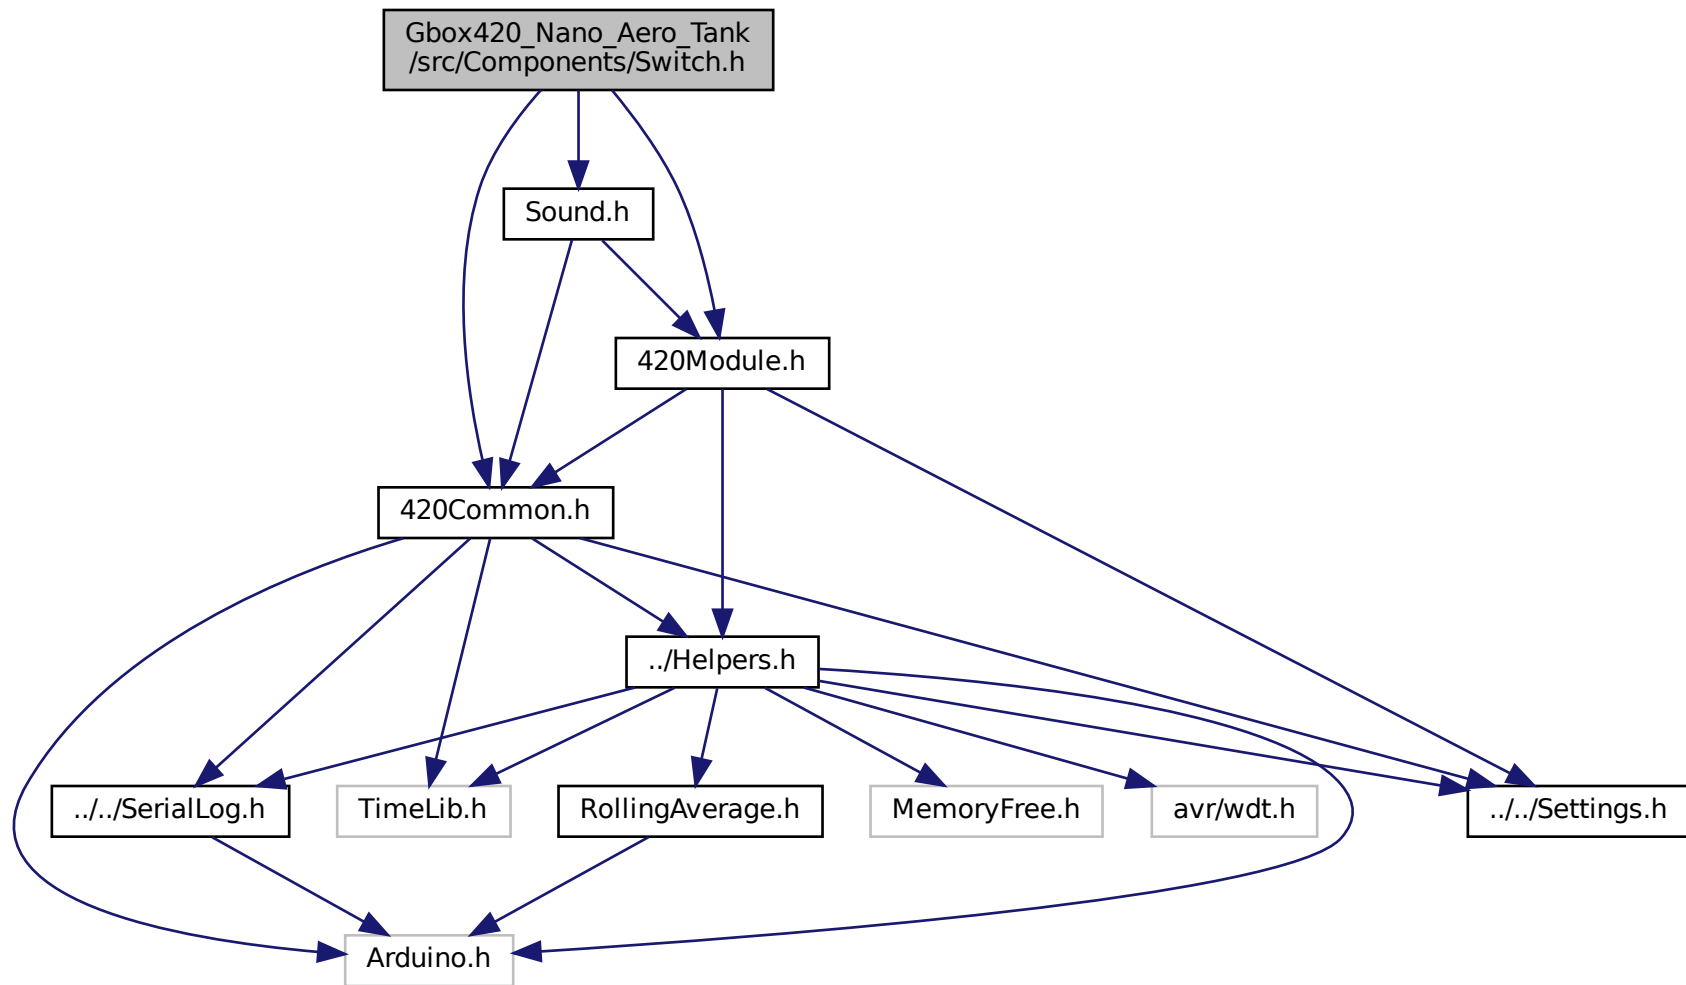 Gbox420_Nano_Aero_Tank
/src/Components/Switch.h
Sound.h
420Module.h
420Common.h
../Helpers.h
../../SerialLog.h
TimeLib.h
RollingAverage.h
MemoryFree.h
avr/wdt.h
../../Settings.h
Arduino.h